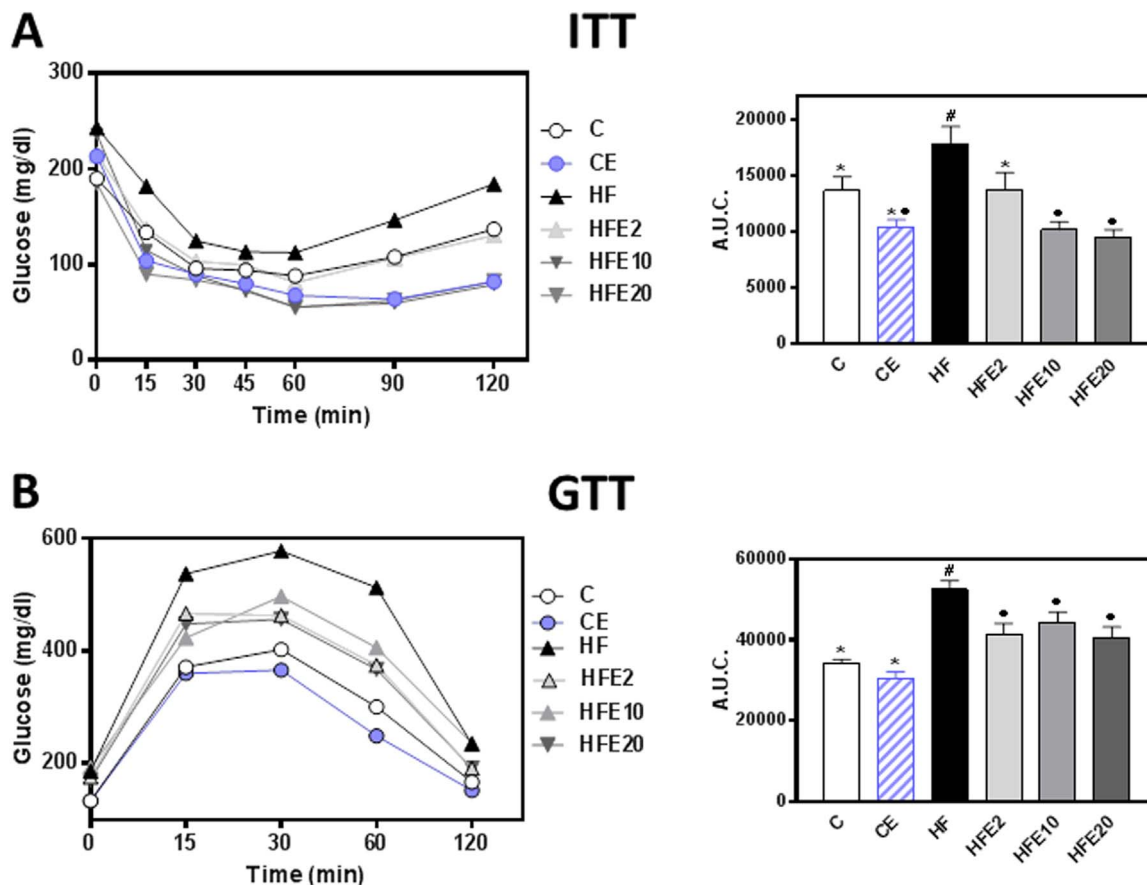 A
ITT
300
200
100
0
Glucose (mg/dl)
0 15 30 45 60 90 120
Time (min)
C
CE
HF
HFE2
HFE10
HFE20
20000
15000
10000
5000
0
A.U.C.
*
*•
#
*
•
•
C CE HF HFE2 HFE10 HFE20
B
GTT
600
400
200
Glucose (mg/dl)
0 15 30 60 120
Time (min)
C
CE
HF
HFE2
HFE10
HFE20
60000
40000
20000
0
A.U.C.
*
*
#
•
•
•
C CE HF HFE2 HFE10 HFE20